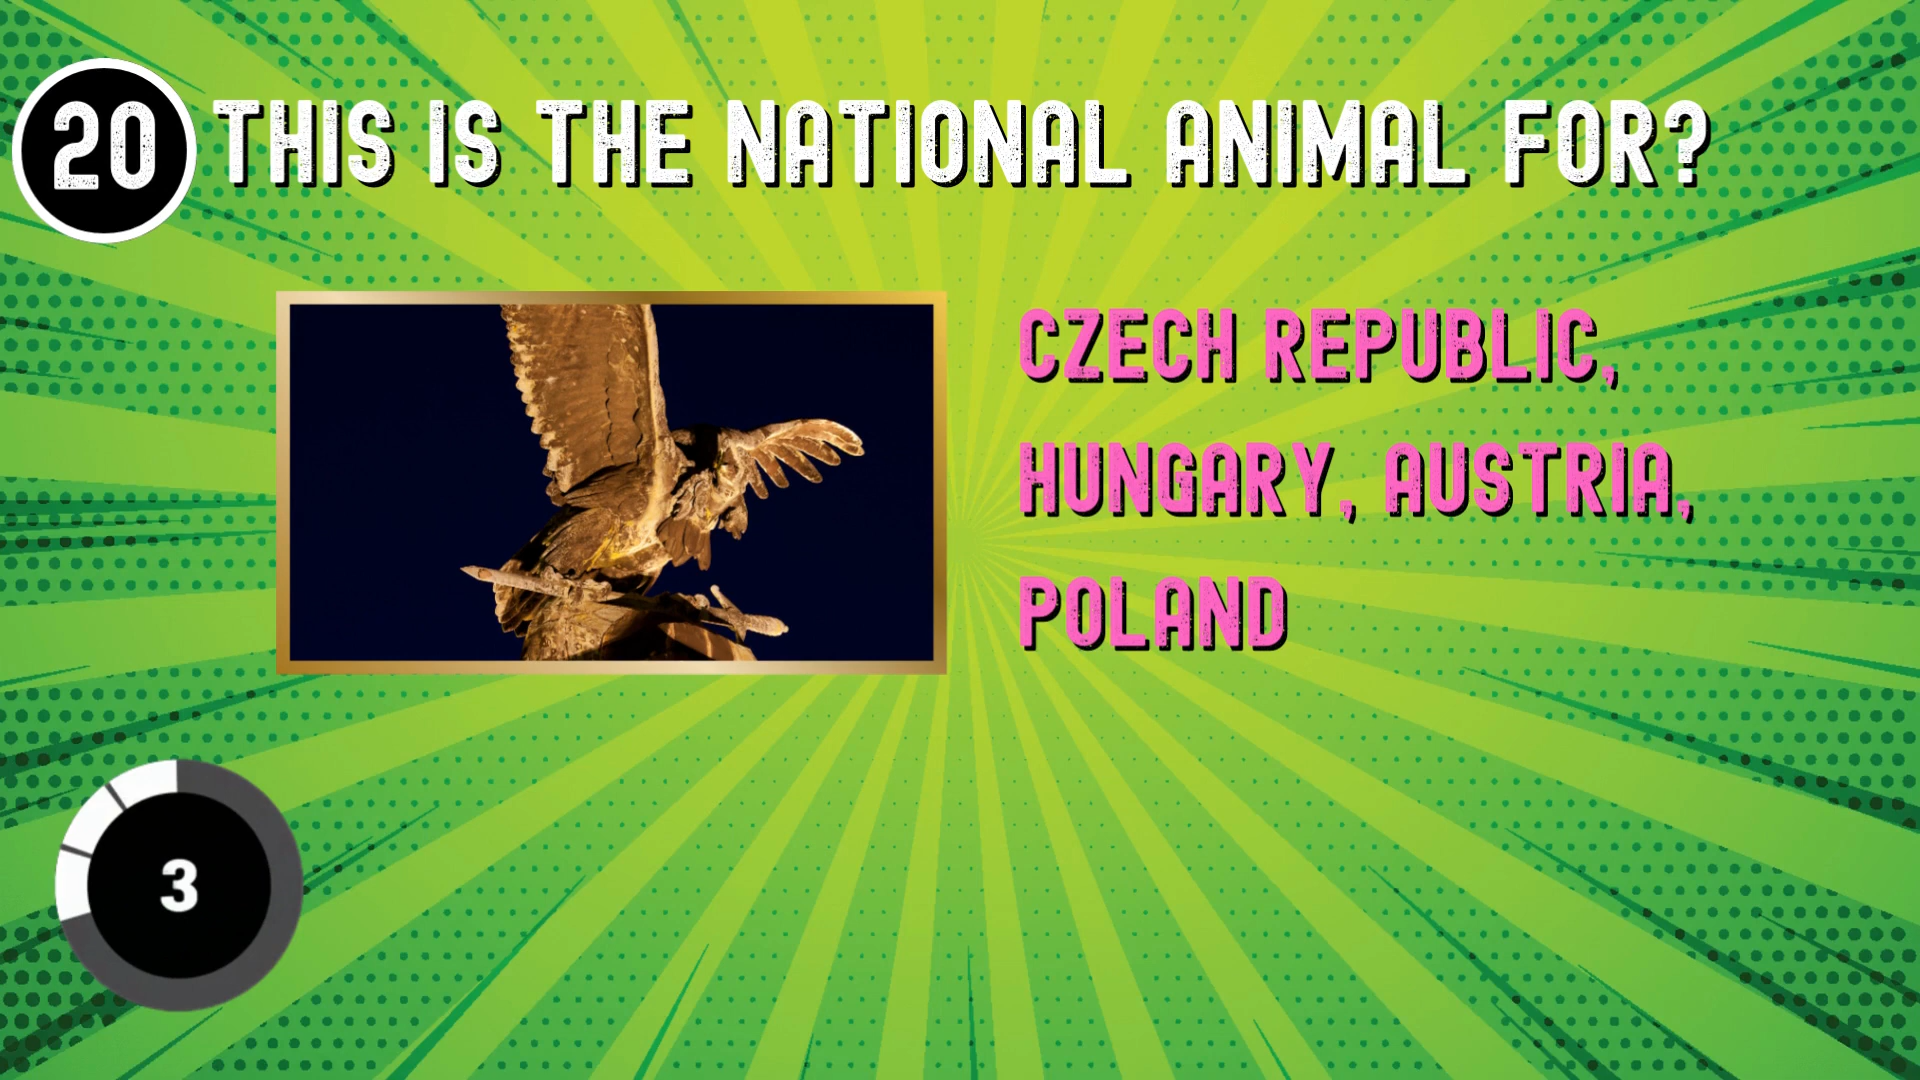 20 THIS IS THE NATIONAL ANIMAL FOR?
CZECH REPUBLIC,
HUNGARY, AUSTRIA,
POLAND
3